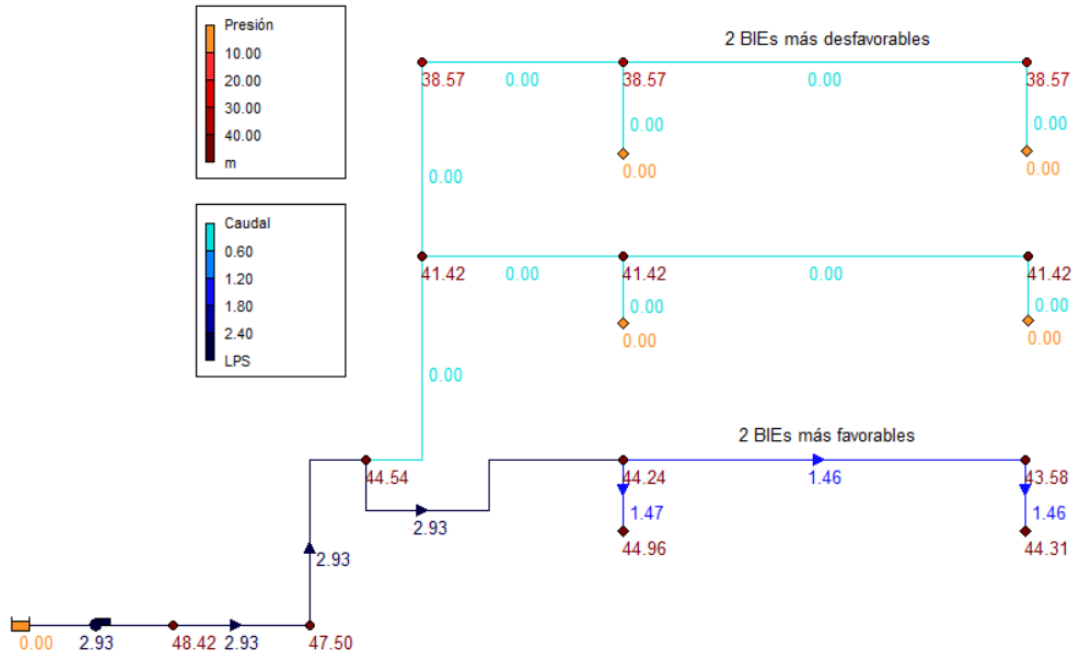 Presión
10.00
20.00
30.00
40.00
m
Caudal
0.60
1.20
1.80
2.40
LPS
2 BIEs más desfavorables
38.57 0.00 38.57 0.00 38.57
0.00 0.00
0.00 0.00 0.00
41.42 0.00 41.42 0.00 41.42
0.00 0.00
0.00 0.00
0.00
2 BIEs más favorables
44.54 44.24 1.46 43.58
2.93 1.47 1.46
2.93 44.96 44.31
0.00 2.93 48.42 2.93 47.50